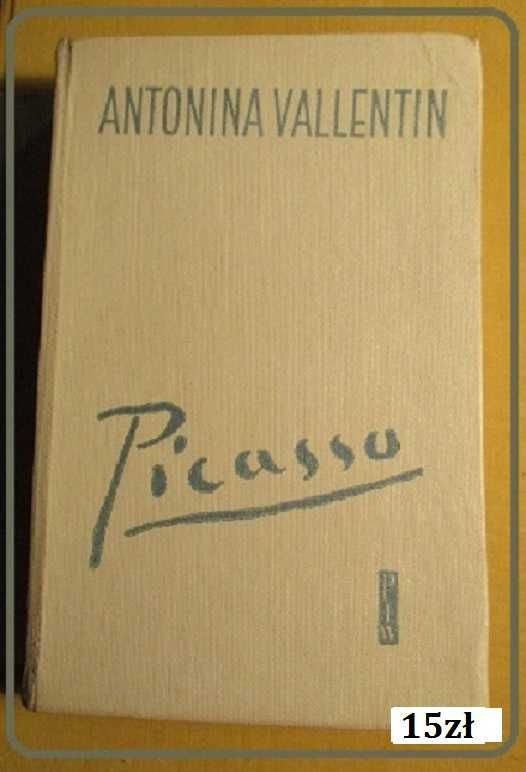 ANTONINA VALLENTIN
Picasso
PIW
15zł